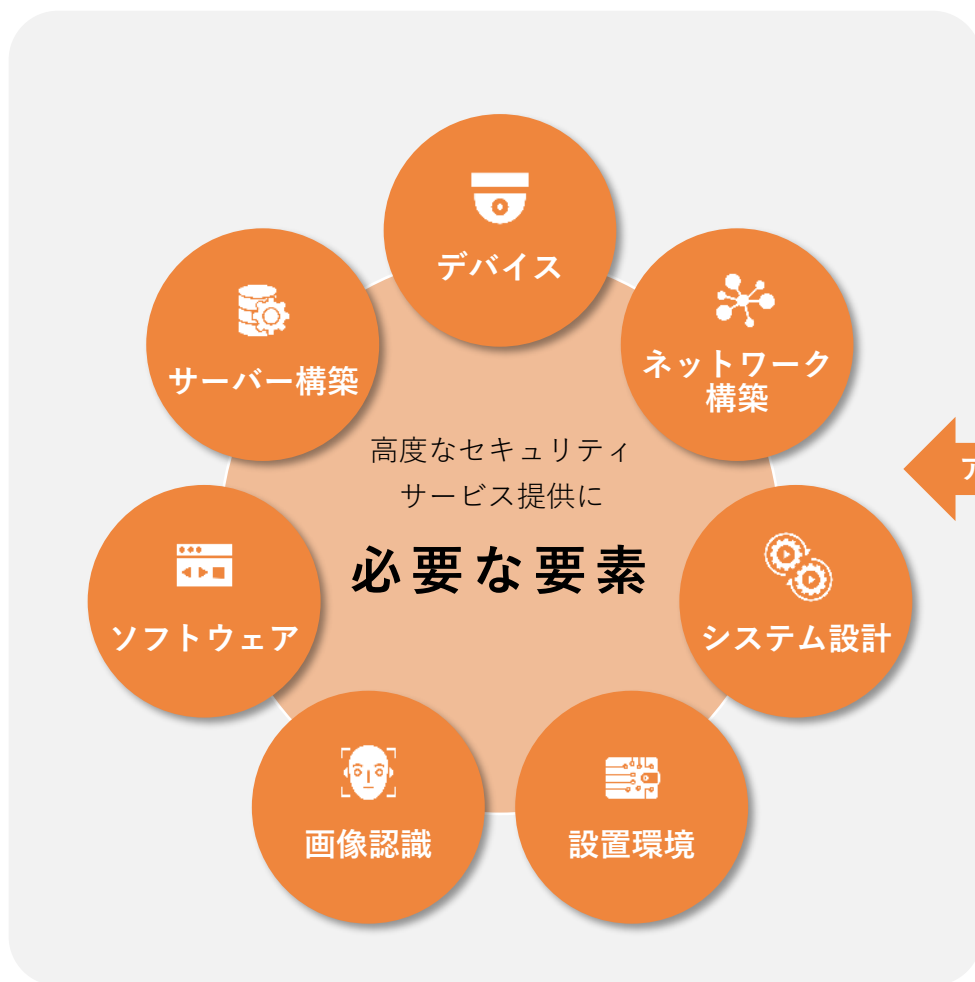 デバイス
サーバー構築
ネットワーク
構築
高度なセキュリティ
サービス提供に
必要な要素
ソフトウェア
システム設計
画像認識
設置環境